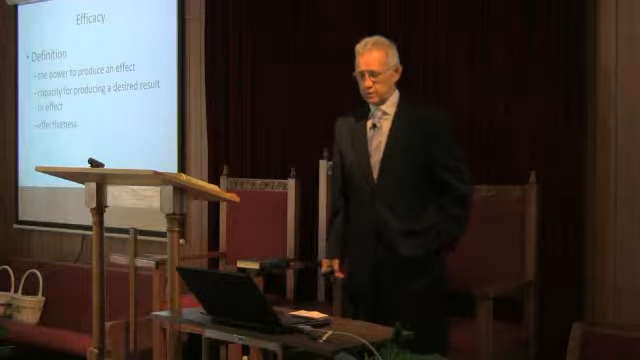 Efficacy
• Definition
–the power to produce an effect
–capacity for producing a desired result
or effect
–effectiveness